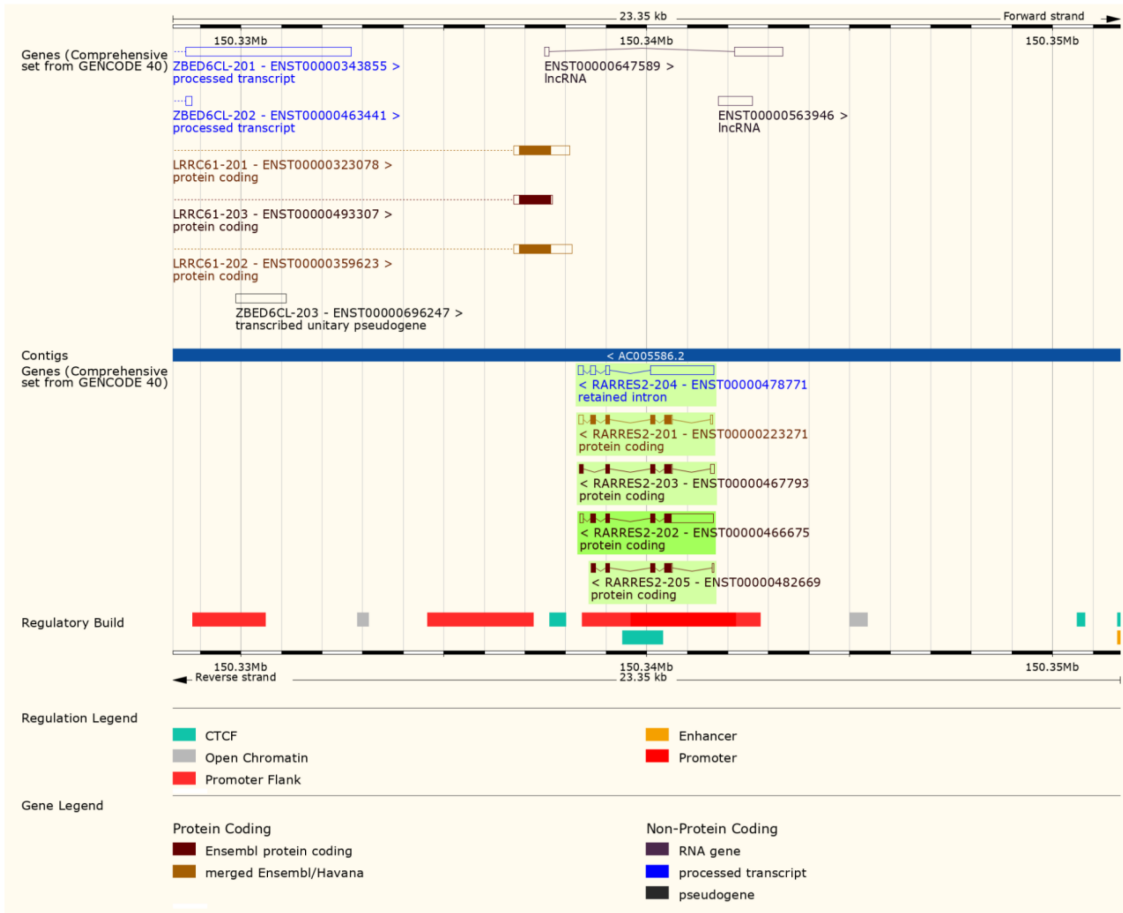 23.35 kb
Forward strand
150.33Mb 150.34Mb 150.35Mb
Genes (Comprehensive
set from GENCODE 40)
ZBED6CL-201 - ENST00000343855 >
processed transcript
ENST00000647589 >
lncRNA
ZBED6CL-202 - ENST00000463441 >
processed transcript
ENST00000563946 >
lncRNA
LRRC61-201 - ENST00000323078 >
protein coding
LRRC61-203 - ENST00000493307 >
protein coding
LRRC61-202 - ENST00000359623 >
protein coding
ZBED6CL-203 - ENST00000696247 >
transcribed unitary pseudogene
Contigs
< AC005586.2
Genes (Comprehensive
set from GENCODE 40)
< RARRES2-204 - ENST00000478771
retained intron
< RARRES2-201 - ENST00000223271
protein coding
< RARRES2-203 - ENST00000467793
protein coding
< RARRES2-202 - ENST00000466675
protein coding
< RARRES2-205 - ENST00000482669
protein coding
Regulatory Build
150.33Mb 150.34Mb 150.35Mb
Reverse strand
23.35 kb
Regulation Legend
CTCF
Enhancer
Open Chromatin
Promoter
Promoter Flank
Gene Legend
Protein Coding
Non-Protein Coding
Ensembl protein coding
RNA gene
merged Ensembl/Havana
processed transcript
pseudogene